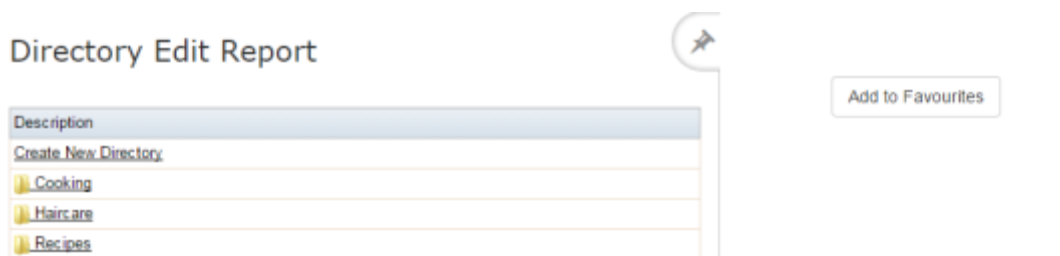 Directory Edit Report
Add to Favourites
Description
Create New Directory
Cooking
Haircare
Recipes